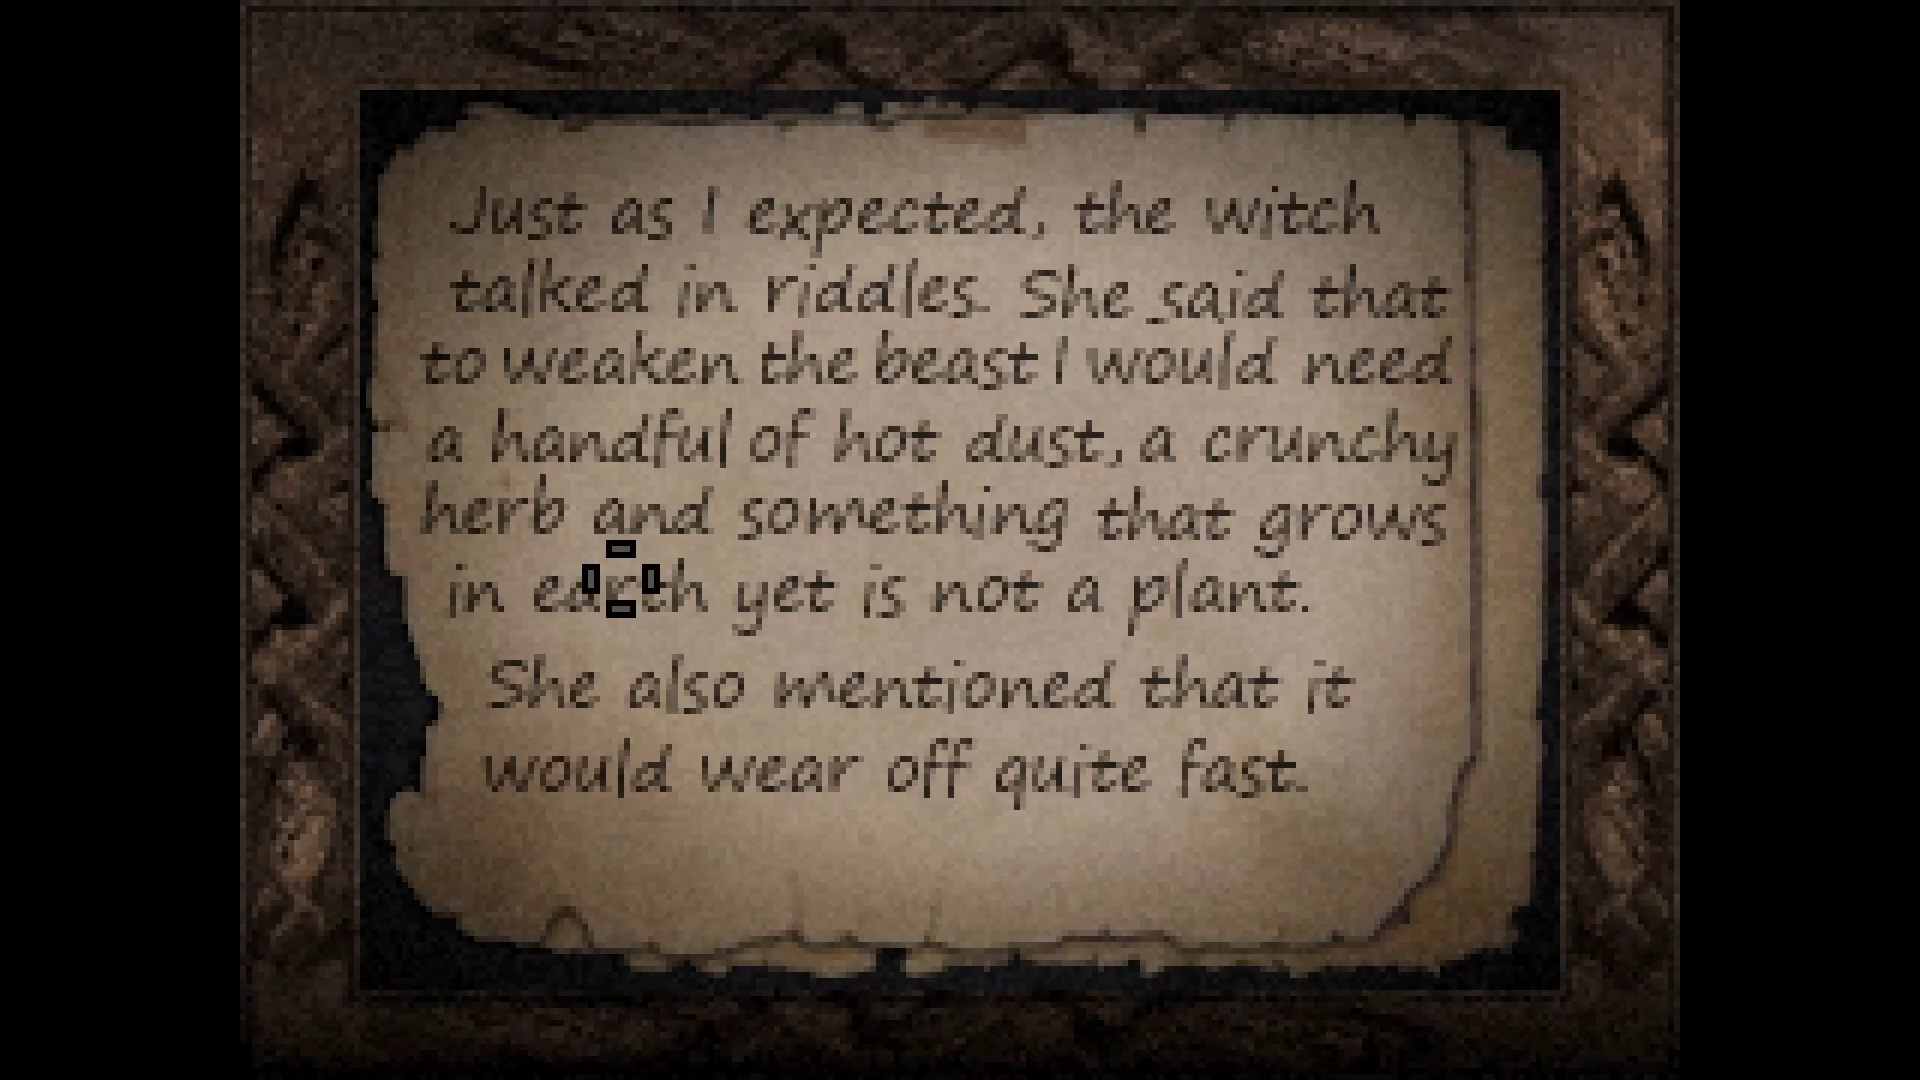 Just as I expected, the witch
talked in riddles. She said that
to weaken the beast I would need
a handful of hot dust, a crunchy
herb and something that grows
in earth yet is not a plant.
She also mentioned that it
would wear off quite fast.